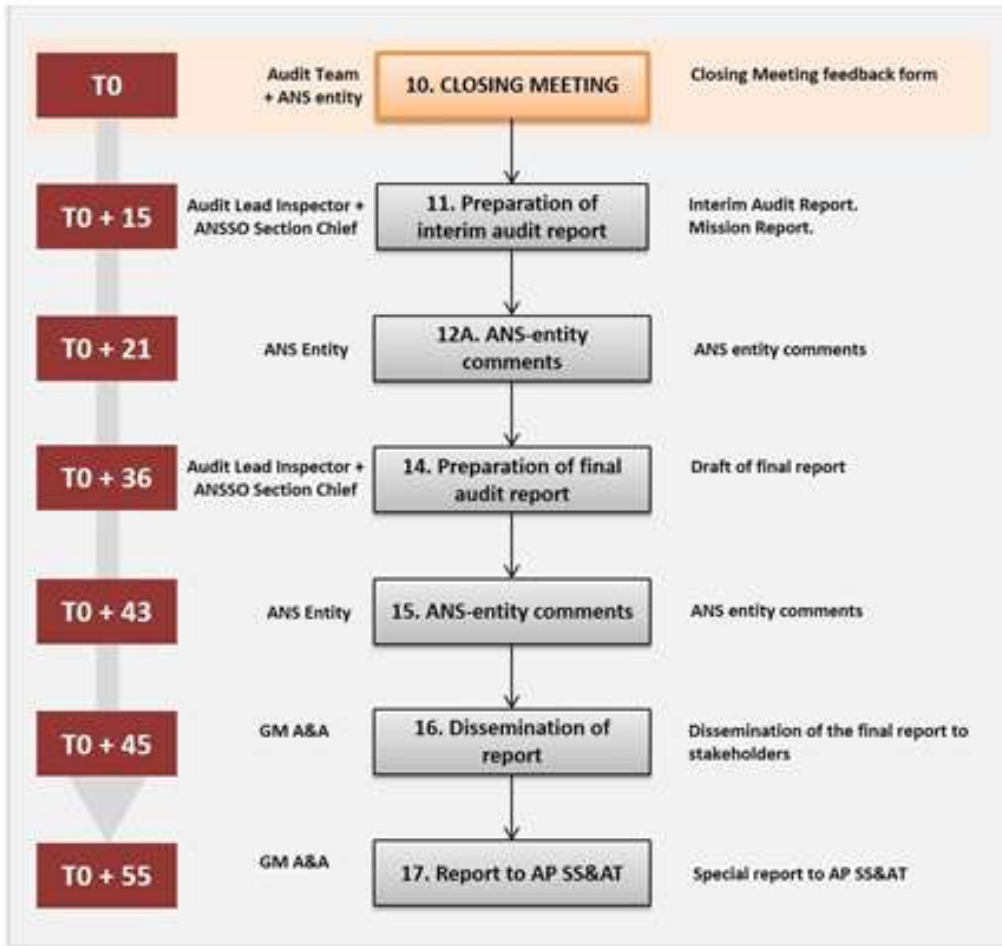 T0
Audit Team
+ ANS entity
10. CLOSING MEETING
Closing Meeting feedback form
T0 + 15
Audit Lead Inspector +
ANSSO Section Chief
11. Preparation of
interim audit report
Interim Audit Report.
Mission Report.
T0 + 21
ANS Entity
12A. ANS-entity
comments
ANS entity comments
T0 + 36
Audit Lead Inspector +
ANSSO Section Chief
14. Preparation of final
audit report
Draft of final report
T0 + 43
ANS Entity
15. ANS-entity comments
ANS entity comments
T0 + 45
GM A&A
16. Dissemination of
report
Dissemination of the final report to
stakeholders
T0 + 55
GM A&A
17. Report to AP SS&AT
Special report to AP SS&AT